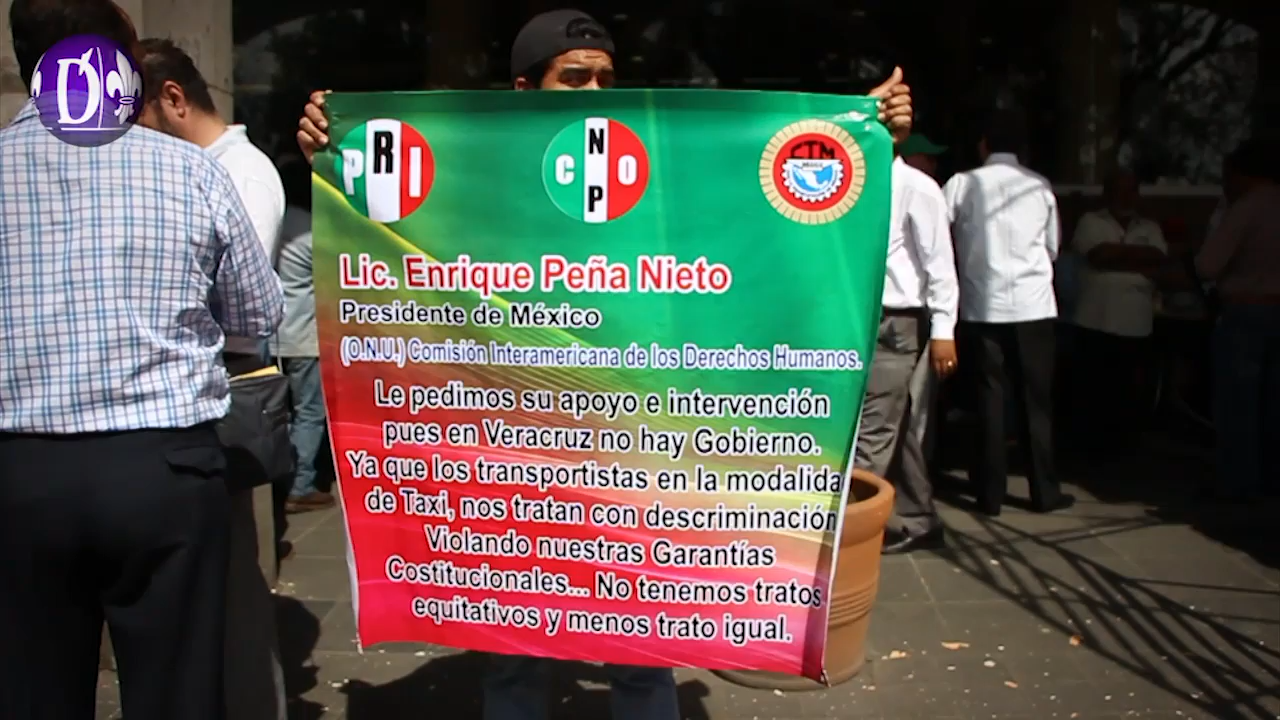 D
PRI
CNOP
CTM
Lic. Enrique Peña Nieto
Presidente de México
(O.N.U.) Comisión Interamericana de los Derechos Humanos.
Le pedimos su apoyo e intervención
pues en Veracruz no hay Gobierno.
Ya que los transportistas en la modalida
de Taxi, nos tratan con descriminación
Violando nuestras Garantías
Costitucionales... No tenemos tratos
equitativos y menos trato igual.